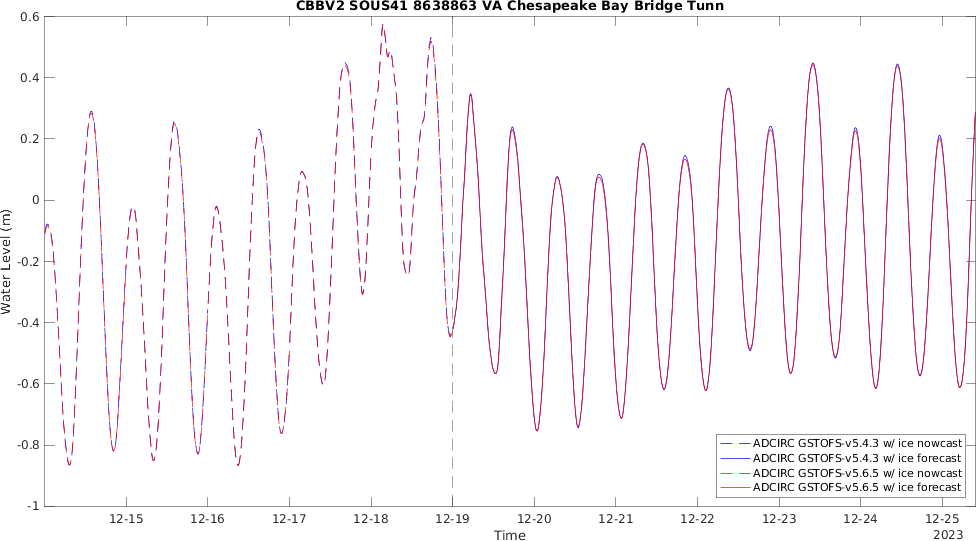 CBBV2 SOUS41 8638863 VA Chesapeake Bay Bridge Tunn
0.6
0.4
0.2
0
-0.2
-0.4
-0.6
-0.8
-1
Water Level (m)
ADCIRC GSTOFS-v5.4.3 w/ ice nowcast
ADCIRC GSTOFS-v5.4.3 w/ ice forecast
ADCIRC GSTOFS-v5.6.5 w/ ice nowcast
ADCIRC GSTOFS-v5.6.5 w/ ice forecast
12-15 12-16 12-17 12-18 12-19 12-20 12-21 12-22 12-23 12-24 12-25
Time
2023